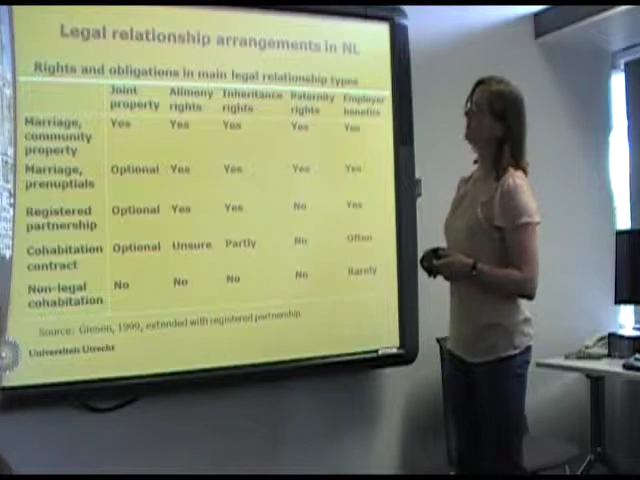 Legal relationship arrangements in NL
Rights and obligations in main legal relationship types
Joint property Alimony rights Inheritance rights Paternity rights Employer benefits
Marriage, community property Yes Yes Yes Yes Yes
Marriage, prenuptials Optional Yes Yes Yes Yes
Registered partnership Optional Yes Yes No Yes
Cohabitation contract Optional Unsure Partly No Often
Non-legal cohabitation No No No No Rarely
Source: Giesen, 1999, extended with registered partnership
Universiteit Utrecht